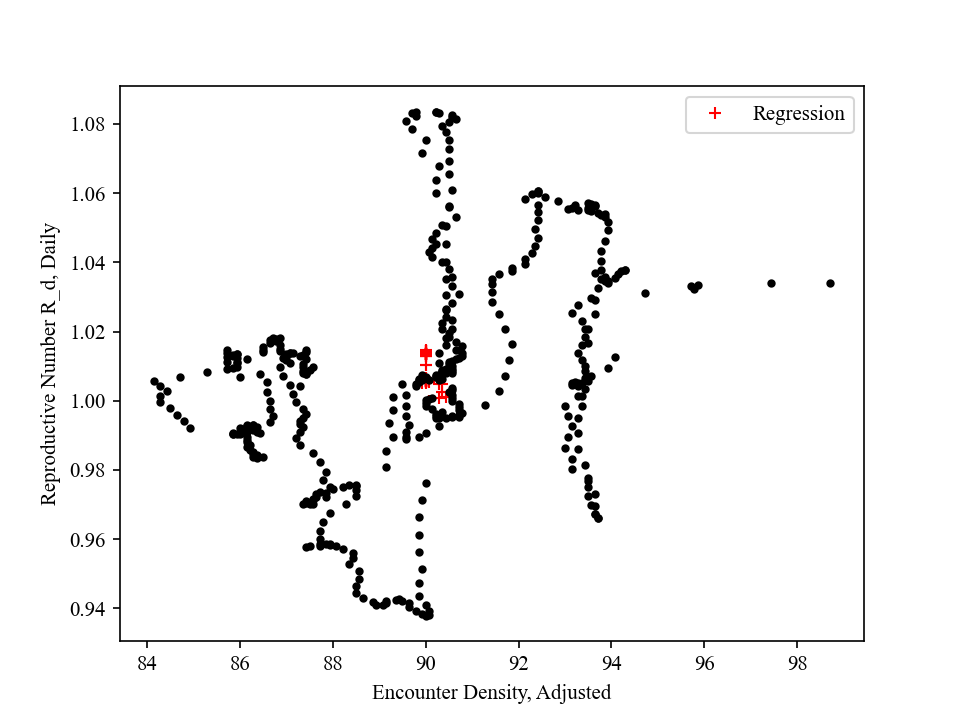 Regression
1.08
1.06
1.04
1.02
1.00
0.98
0.96
0.94
Reproductive Number R_d, Daily
84 86 88 90 92 94 96 98
Encounter Density, Adjusted